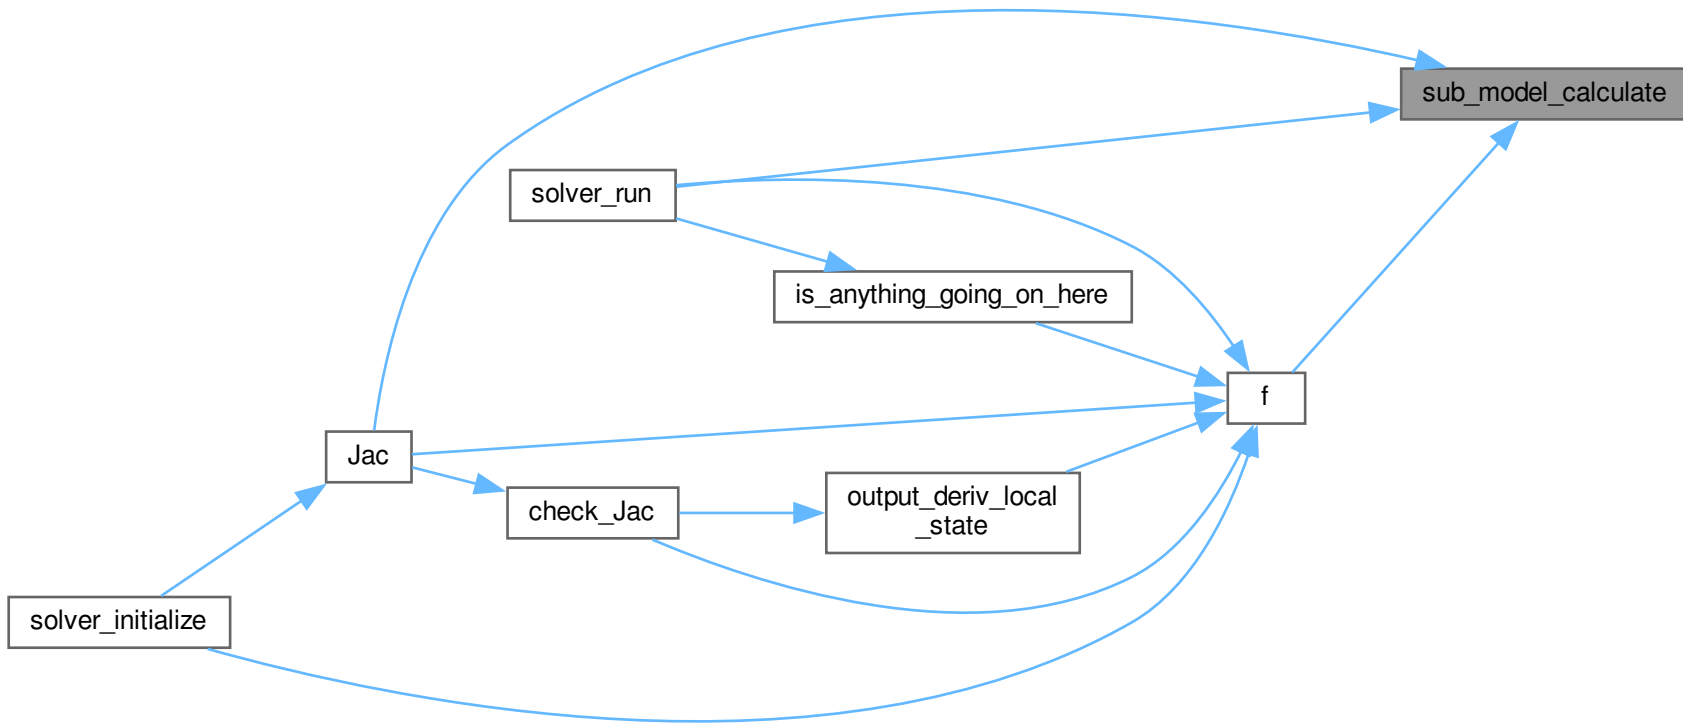 sub_model_calculate
solver_run
is_anything_going_on_here
f
Jac
check_Jac
output_deriv_local
_state
solver_initialize